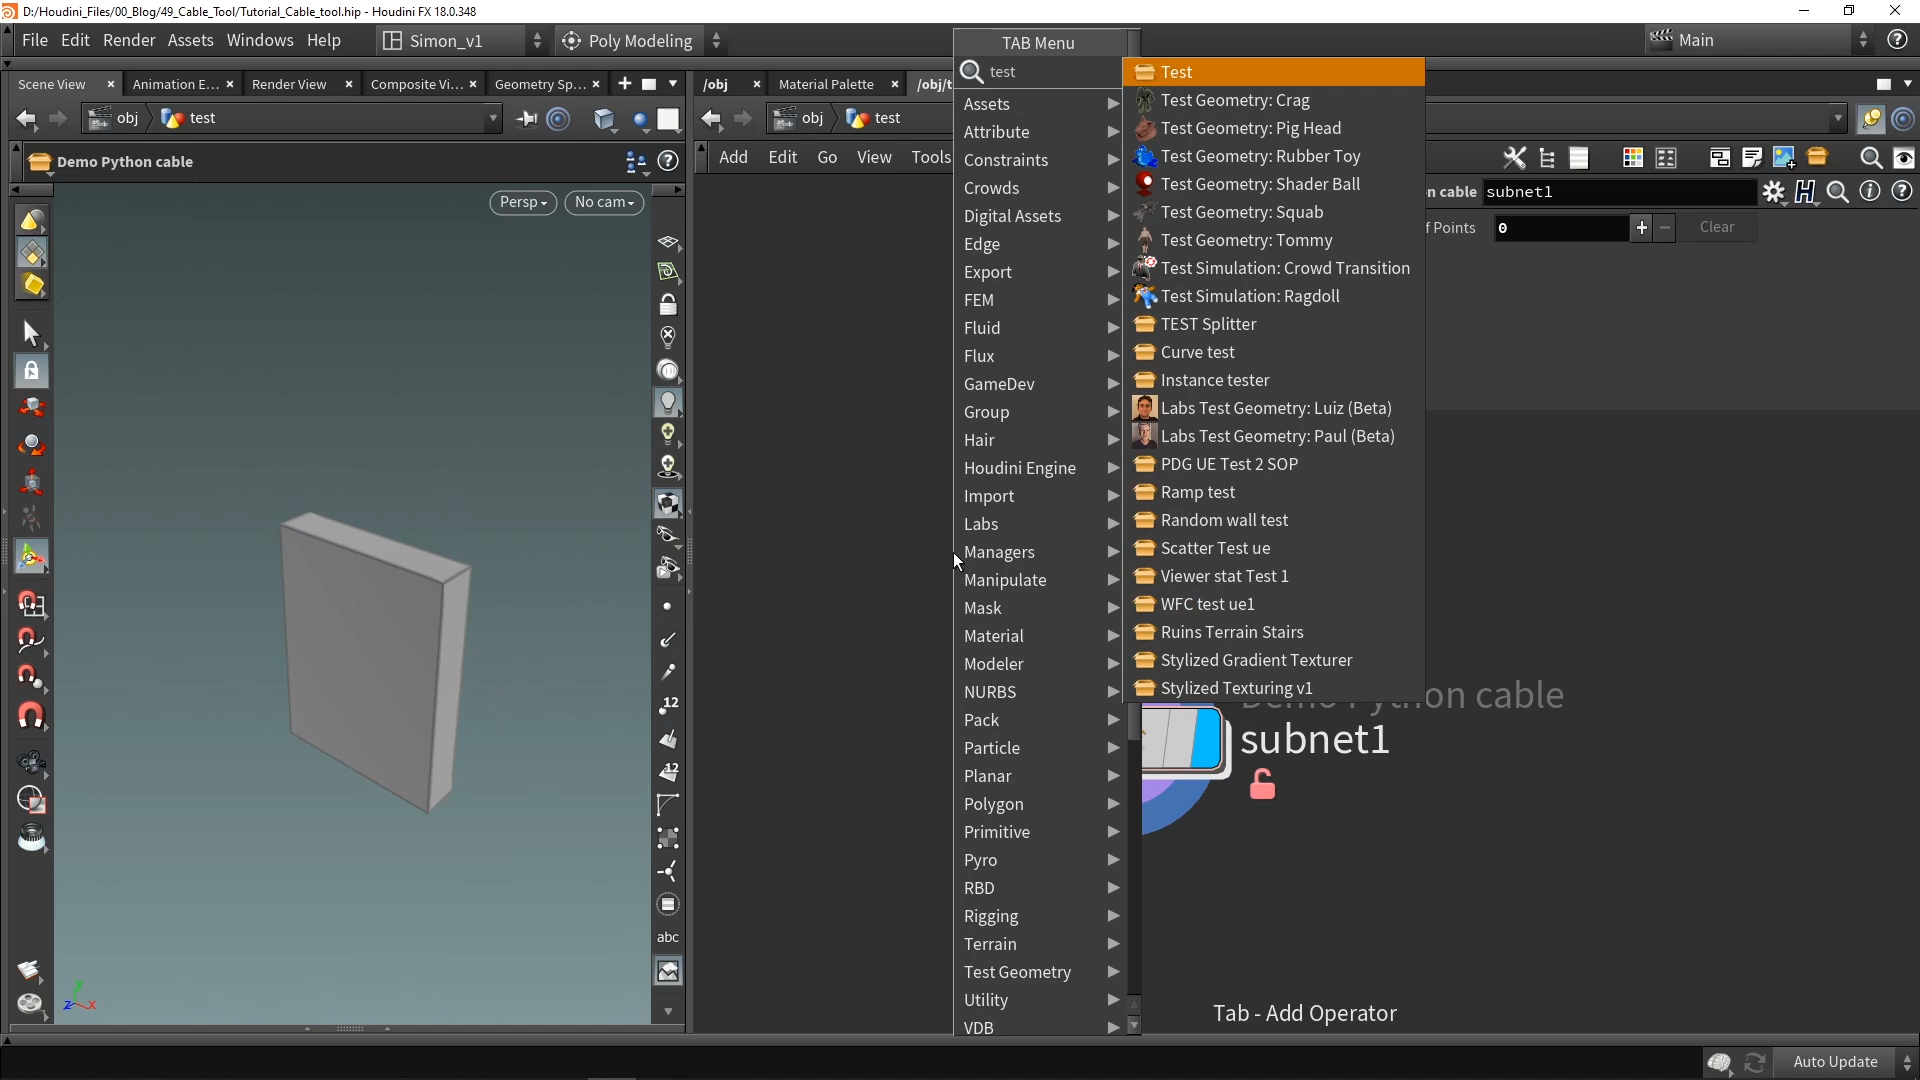 D:/Houdini_Files/00_Blog/49_Cable_Tool/Tutorial_Cable_tool.hip - Houdini FX 18.0.348
File Edit Render Assets Windows Help Simon_v1 Poly Modeling Main
Scene View Animation E... Render View Composite Vi... Geometry Sp... /obj Material Palette /obj/t
obj test obj test
Demo Python cable
Add Edit Go View Tools
Persp No cam
n cable subnet1
f Points 0 Clear
TAB Menu
test
Assets
Attribute
Constraints
Crowds
Digital Assets
Edge
Export
FEM
Fluid
Flux
GameDev
Group
Hair
Houdini Engine
Import
Labs
Managers
Manipulate
Mask
Material
Modeler
NURBS
Pack
Particle
Planar
Polygon
Primitive
Pyro
RBD
Rigging
Terrain
Test Geometry
Utility
VDB
Test
Test Geometry: Crag
Test Geometry: Pig Head
Test Geometry: Rubber Toy
Test Geometry: Shader Ball
Test Geometry: Squab
Test Geometry: Tommy
Test Simulation: Crowd Transition
Test Simulation: Ragdoll
TEST Splitter
Curve test
Instance tester
Labs Test Geometry: Luiz (Beta)
Labs Test Geometry: Paul (Beta)
PDG UE Test 2 SOP
Ramp test
Random wall test
Scatter Test ue
Viewer stat Test 1
WFC test ue1
Ruins Terrain Stairs
Stylized Gradient Texturer
Stylized Texturing v1
Demo Python cable
subnet1
12
12
abc
y
z x
Tab - Add Operator
Auto Update